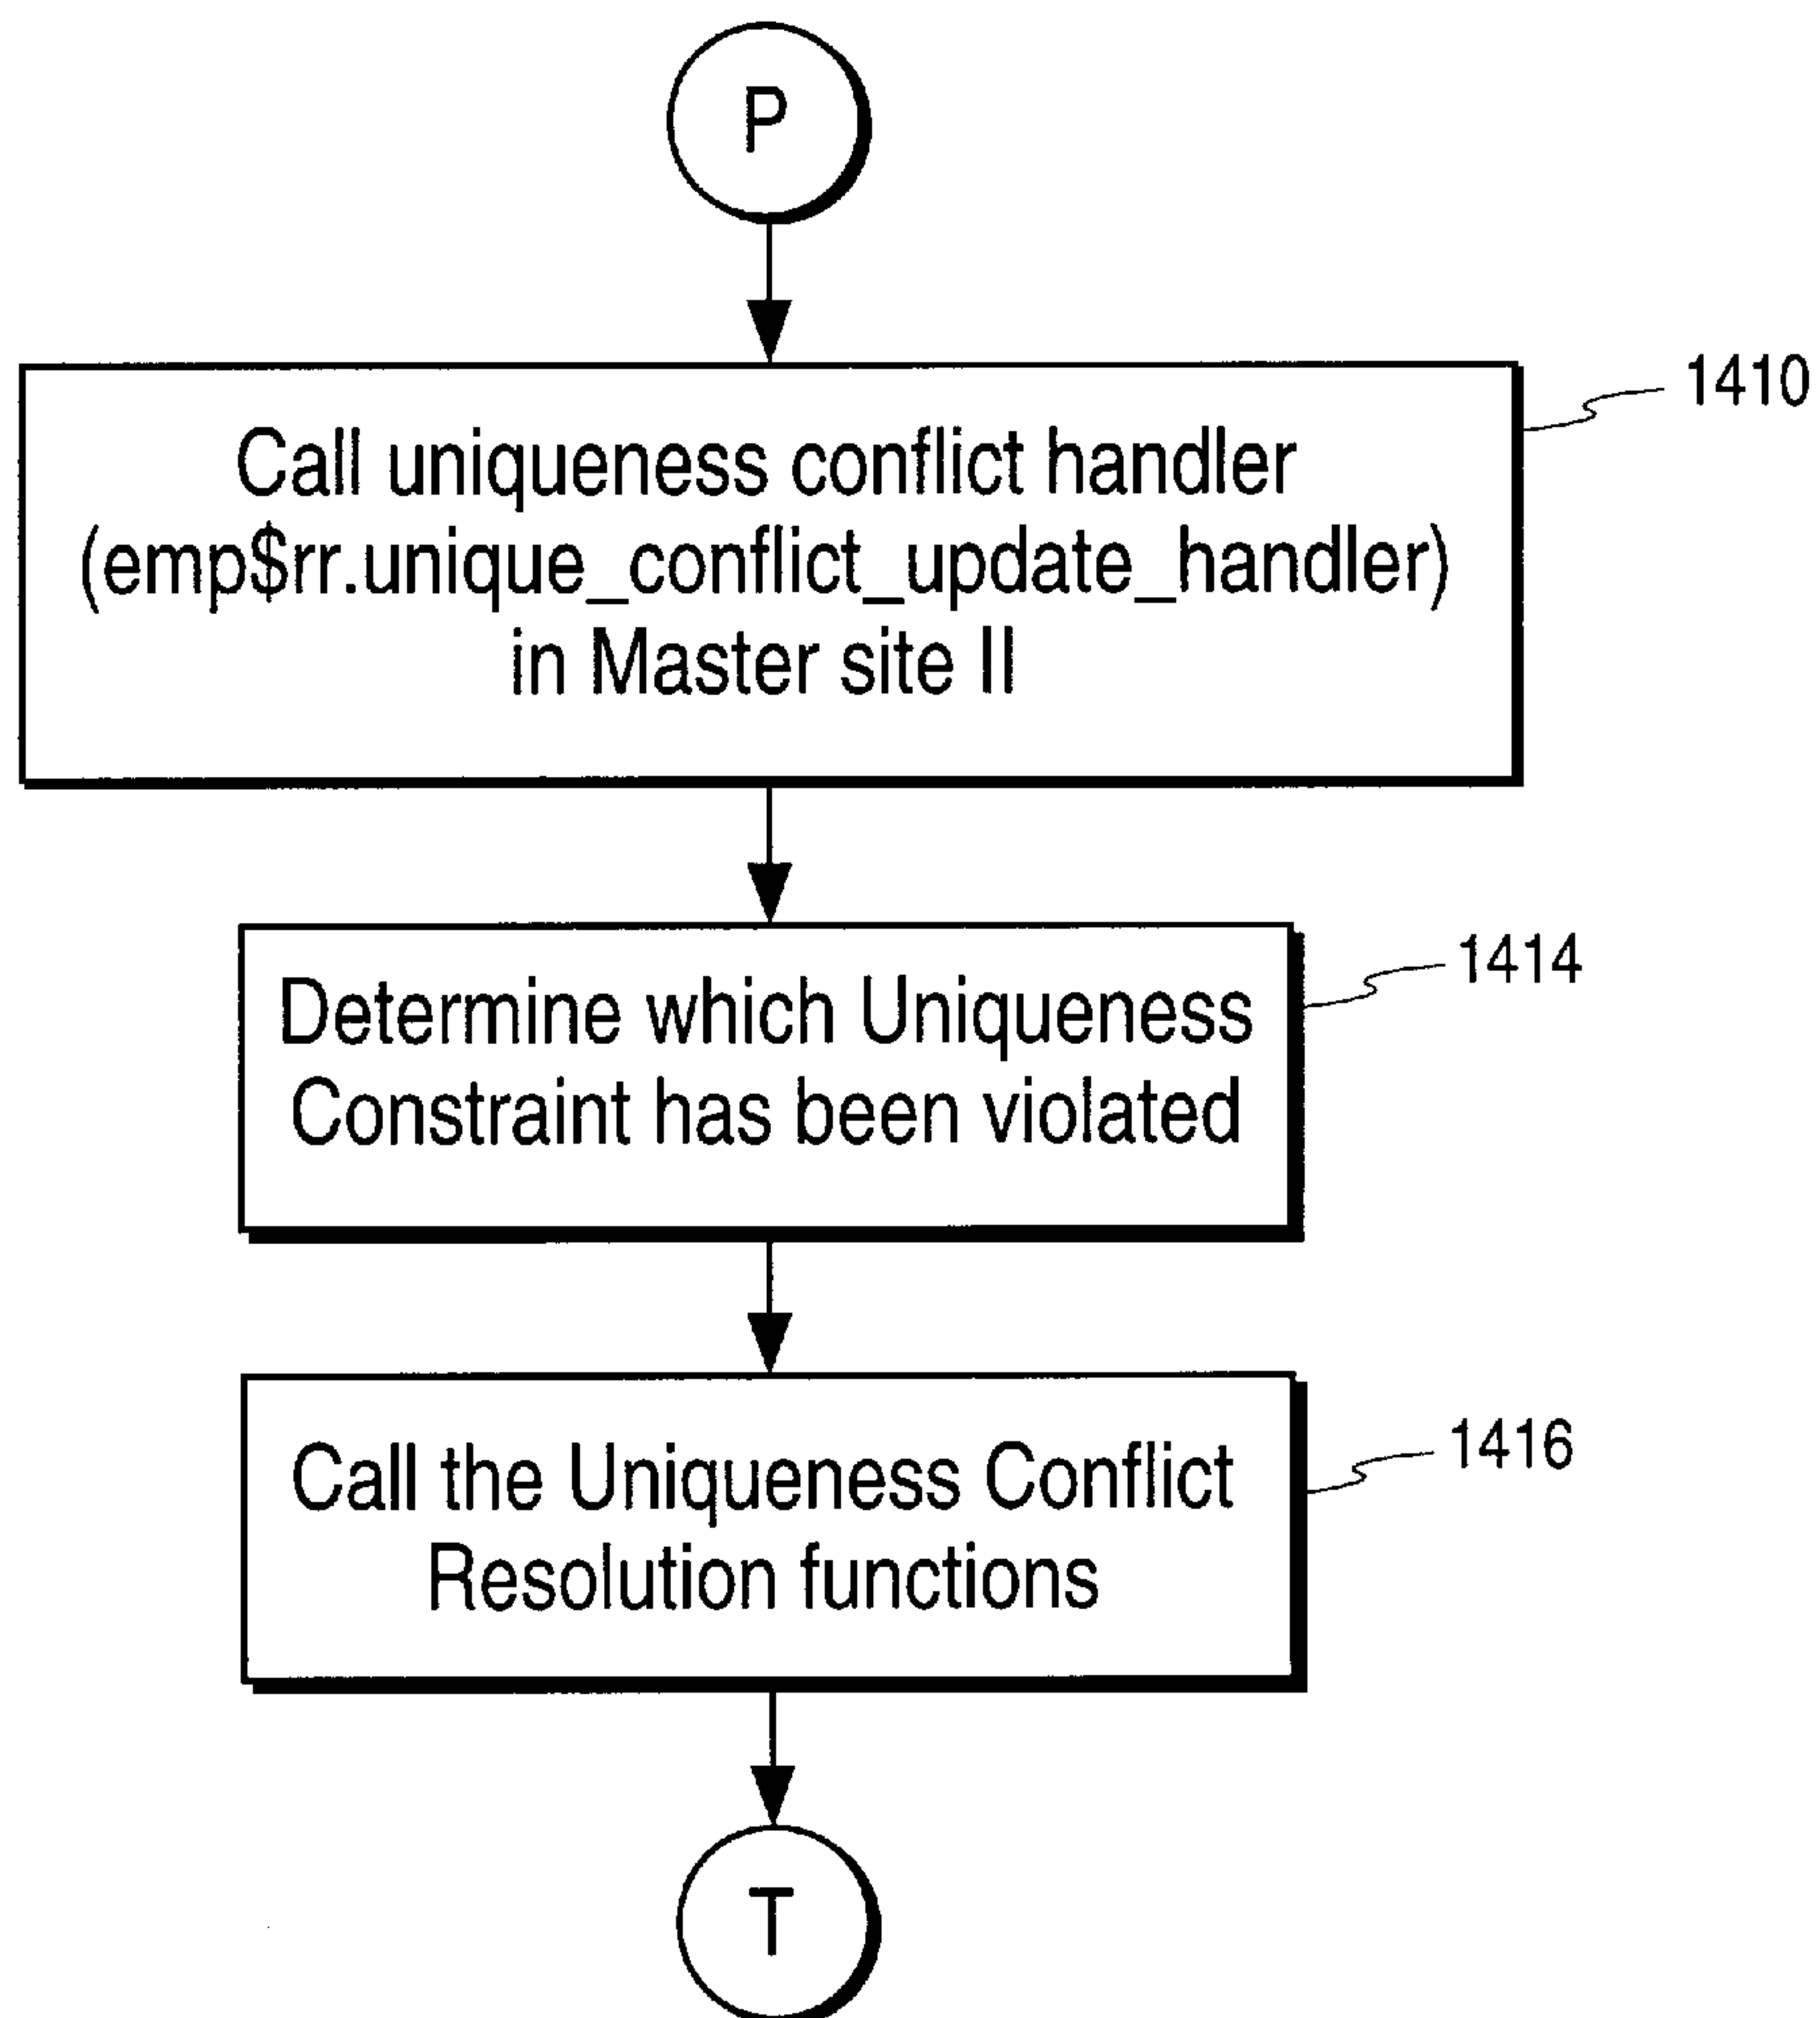 P
1410
Call uniqueness conflict handler
(emp$rr.unique_conflict_update_handler)
in Master site II
1414
Determine which Uniqueness
Constraint has been violated
1416
Call the Uniqueness Conflict
Resolution functions
T